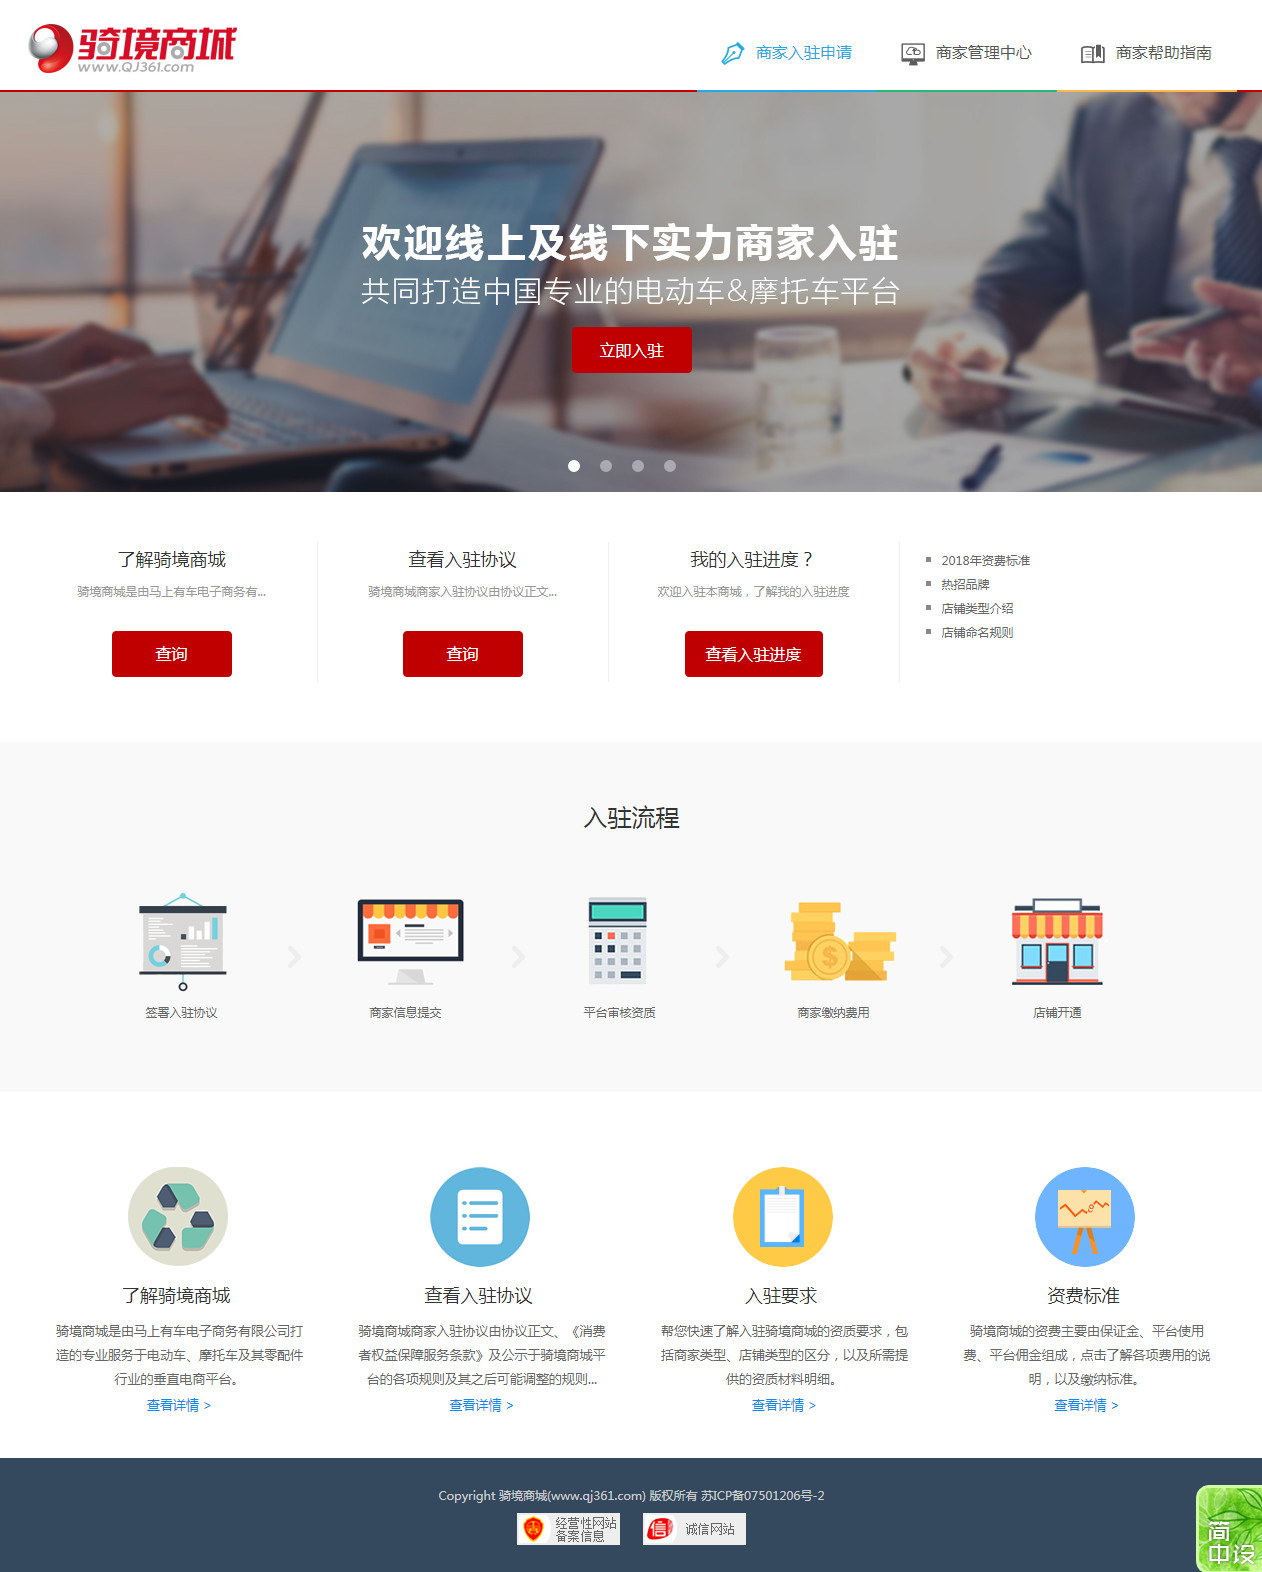 骑境商城
www.QJ361.com
商家入驻申请
商家管理中心
商家帮助指南
欢迎线上及线下实力商家入驻
共同打造中国专业的电动车&摩托车平台
立即入驻
了解骑境商城
骑境商城是由马上有车电子商务有...
查询
查看入驻协议
骑境商城商家入驻协议由协议正文...
查询
我的入驻进度？
欢迎入驻本商城，了解我的入驻进度
查看入驻进度
2018年资费标准
热招品牌
店铺类型介绍
店铺命名规则
入驻流程
签署入驻协议
商家信息提交
平台审核资质
商家缴纳费用
店铺开通
了解骑境商城
骑境商城是由马上有车电子商务有限公司打
造的专业服务于电动车、摩托车及其零配件
行业的垂直电商平台。
查看详情 >
查看入驻协议
骑境商城商家入驻协议由协议正文、《消费
者权益保障服务条款》及公示于骑境商城平
台的各项规则及其之后可能调整的规则...
查看详情 >
入驻要求
帮您快速了解入驻骑境商城的资质要求，包
括商家类型、店铺类型的区分，以及所需提
供的资质材料明细。
查看详情 >
资费标准
骑境商城的资费主要由保证金、平台使用
费、平台佣金组成，点击了解各项费用的说
明，以及缴纳标准。
查看详情 >
Copyright 骑境商城(www.qj361.com) 版权所有 苏ICP备07501206号-2
经营性网站
备案信息
信 诚信网站
简
中设